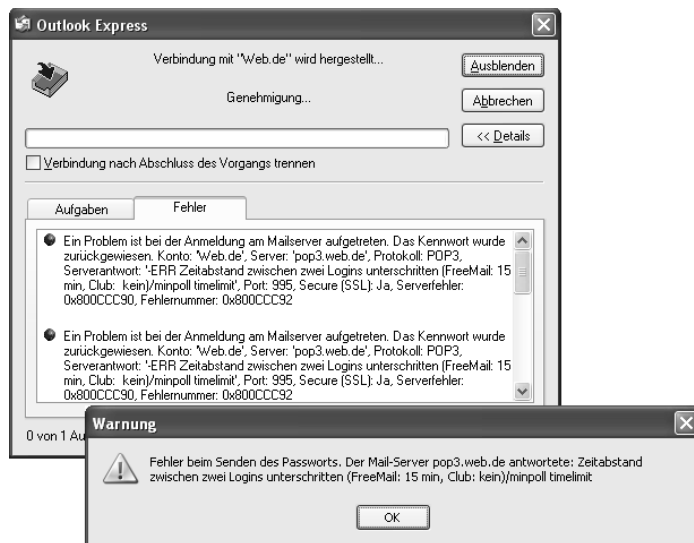 Outlook Express
Verbindung mit "Web.de" wird hergestellt...
Ausblenden
Genehmigung...
Abbrechen
<< Details
Verbindung nach Abschluss des Vorgangs trennen
Aufgaben
Fehler
Ein Problem ist bei der Anmeldung am Mailserver aufgetreten. Das Kennwort wurde
zurückgewiesen. Konto: 'Web.de', Server: 'pop3.web.de', Protokoll: POP3,
Serverantwort: '-ERR Zeitabstand zwischen zwei Logins unterschritten (FreeMail: 15
min, Club: kein)/minpoll timelimit', Port: 995, Secure (SSL): Ja, Serverfehler:
0x800CCC90, Fehlernummer: 0x800CCC92
Ein Problem ist bei der Anmeldung am Mailserver aufgetreten. Das Kennwort wurde
zurückgewiesen. Konto: 'Web.de', Server: 'pop3.web.de', Protokoll: POP3,
Serverantwort: '-ERR Zeitabstand zwischen zwei Logins unterschritten (FreeMail: 15
min, Club: kein)/minpoll timelimit', Port: 995, Secure (SSL): Ja, Serverfehler:
0x800CCC90, Fehlernummer: 0x800CCC92
0 von 1 Au
Warnung
Fehler beim Senden des Passworts. Der Mail-Server pop3.web.de antwortete: Zeitabstand
zwischen zwei Logins unterschritten (FreeMail: 15 min, Club: kein)/minpoll timelimit
OK